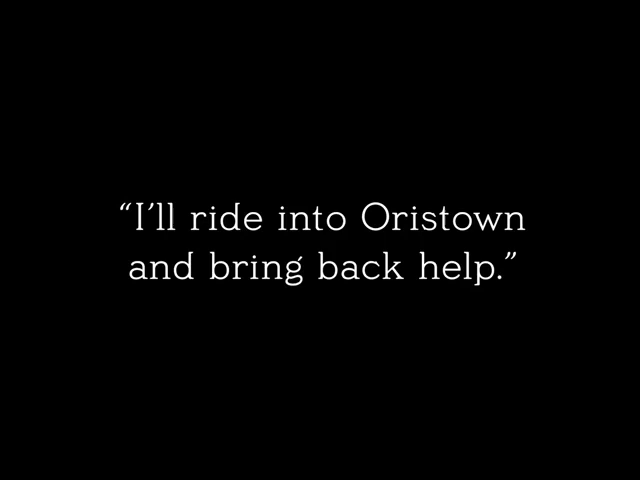 “I’ll ride into Oristown
and bring back help.”